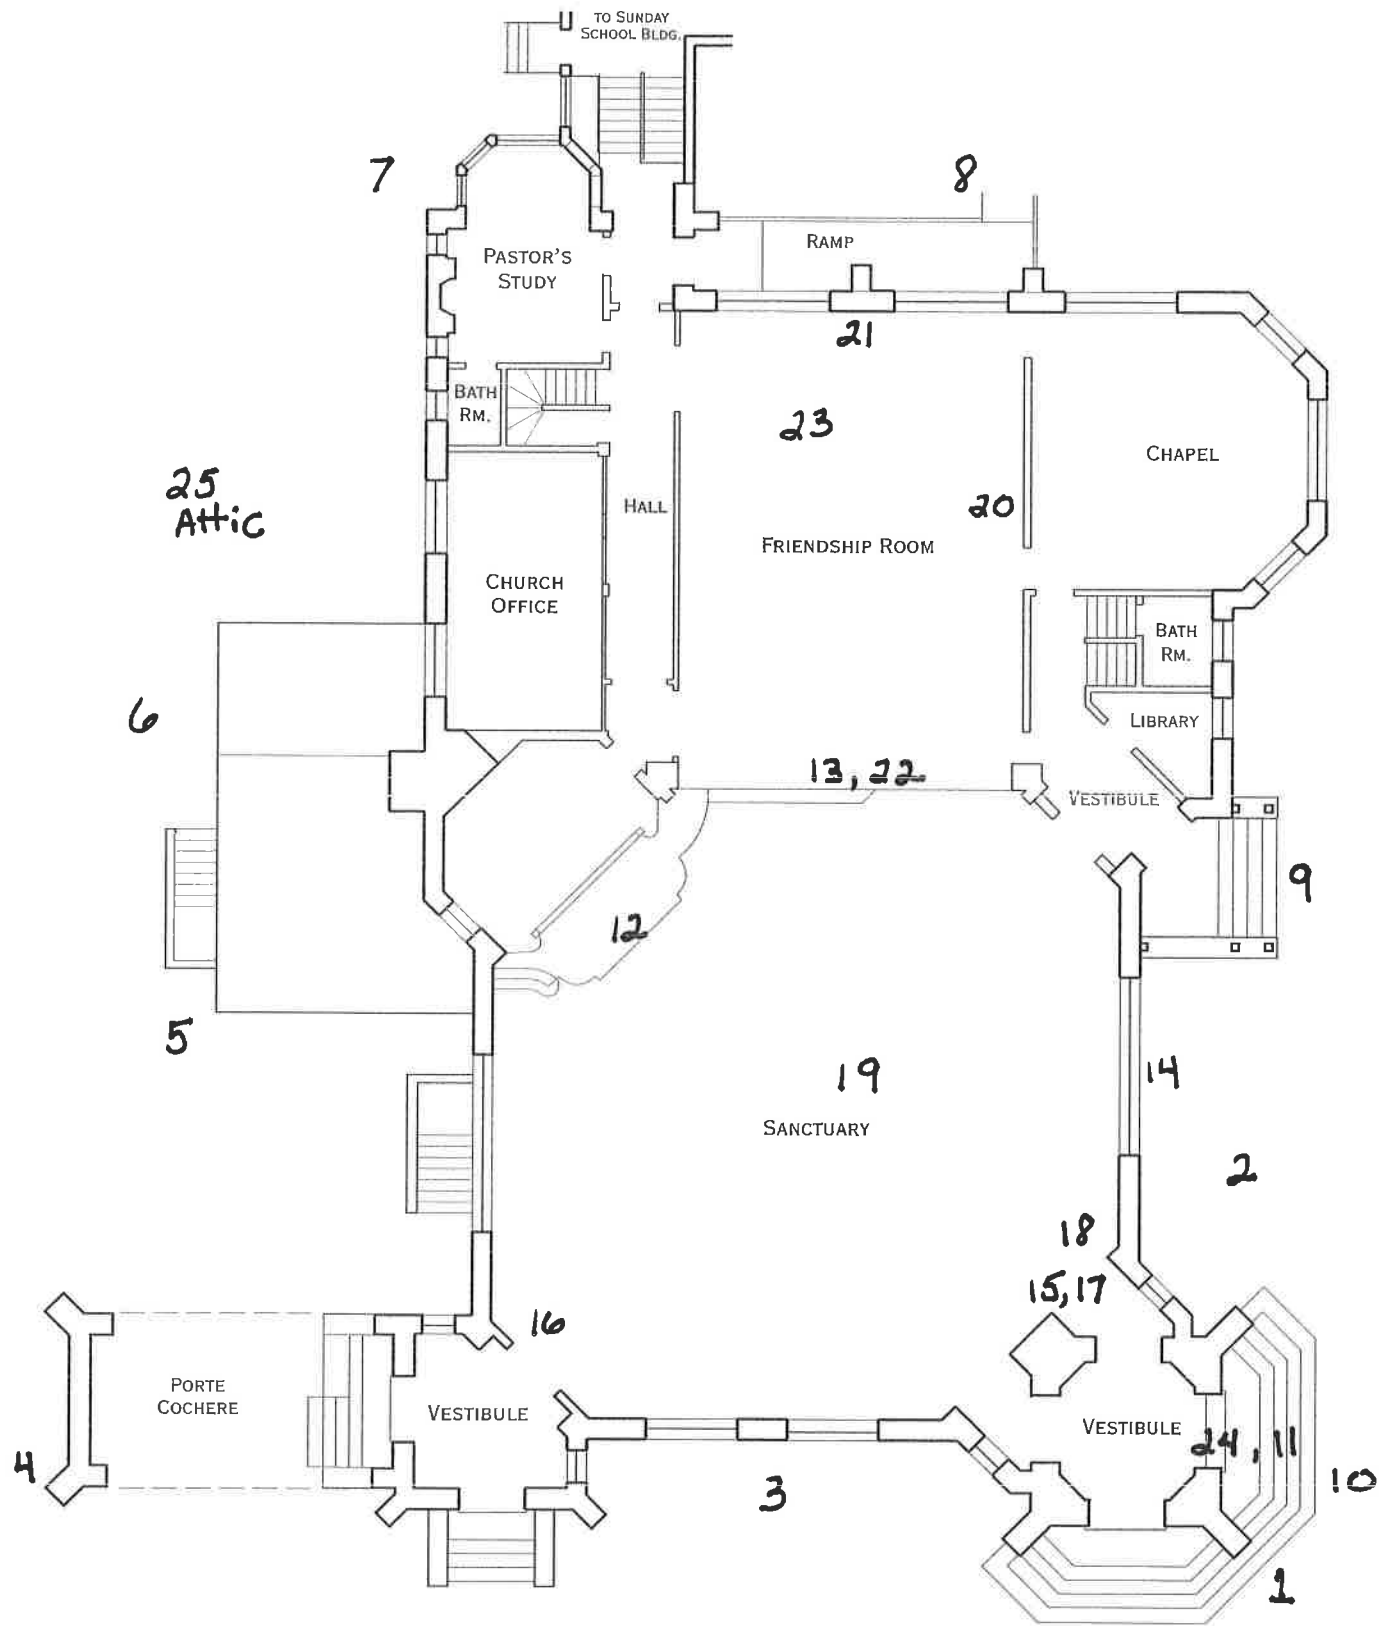 TO SUNDAY
SCHOOL BLDG.
7
8
RAMP
PASTOR'S
STUDY
21
BATH
RM.
23
CHAPEL
25
Attic
HALL
20
FRIENDSHIP ROOM
CHURCH
OFFICE
BATH
RM.
6
LIBRARY
13, 22
VESTIBULE
9
12
5
19
14
SANCTUARY
2
18
15, 17
16
PORTE
COCHERE
VESTIBULE
VESTIBULE
24, 11
4
3
10
1